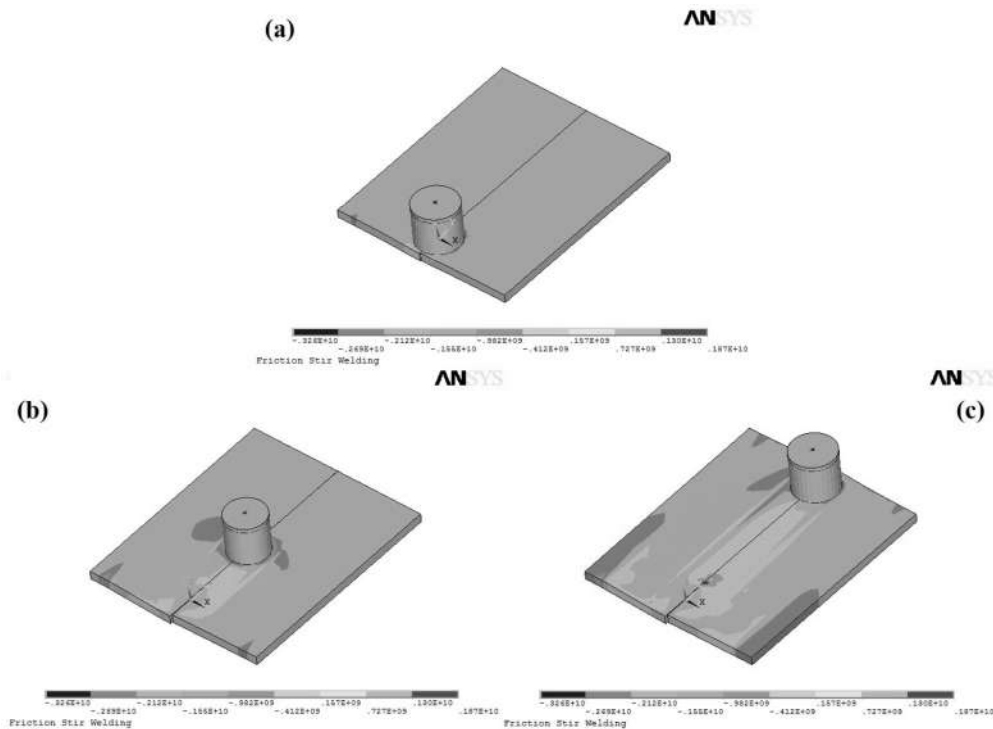 (a)
ANSYS
X
-.326E+10 -.212E+10 -.982E+09 .157E+09 .130E+10
-.269E+10 -.155E+10 -.412E+09 .727E+09 .187E+10
Friction Stir Welding
ANSYS
(b)
X
-.326E+10 -.212E+10 -.982E+09 .157E+09 .130E+10
-.269E+10 -.155E+10 -.412E+09 .727E+09 .187E+10
Friction Stir Welding
ANSYS
(c)
X
-.326E+10 -.212E+10 -.982E+09 .157E+09 .130E+10
-.269E+10 -.155E+10 -.412E+09 .727E+09 .187E+10
Friction Stir Welding